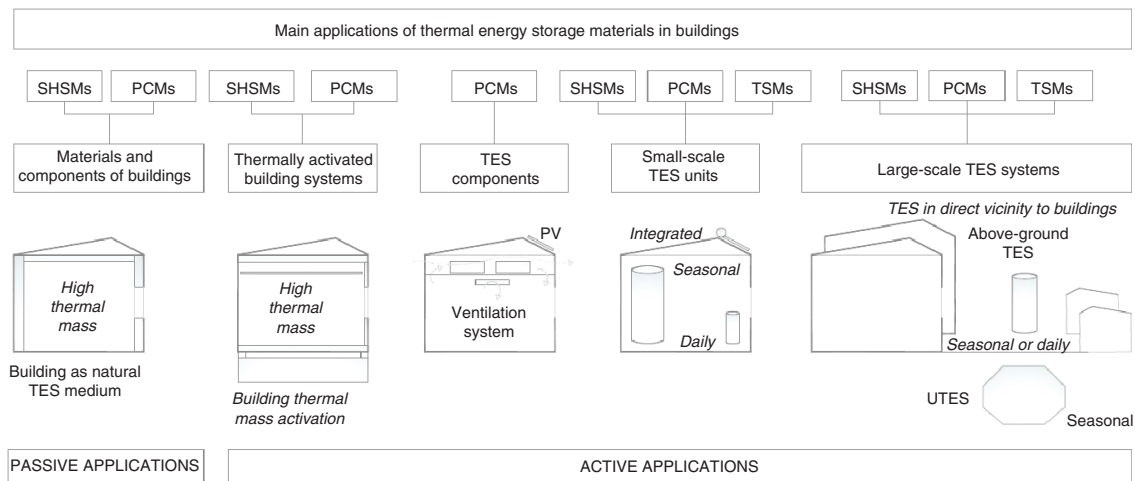 Main applications of thermal energy storage materials in buildings
SHSMs PCMs SHSMs PCMs PCMs SHSMs PCMs TSMs SHSMs PCMs TSMs
Materials and
components of buildings
Thermally activated
building systems
TES
components
Small-scale
TES units
Large-scale TES systems
High
thermal
mass
Building as natural
TES medium
High
thermal
mass
Building thermal
mass activation
PV
Ventilation
system
Integrated
Seasonal
Daily
TES in direct vicinity to buildings
Above-ground
TES
Seasonal or daily
UTES
Seasonal
PASSIVE APPLICATIONS
ACTIVE APPLICATIONS